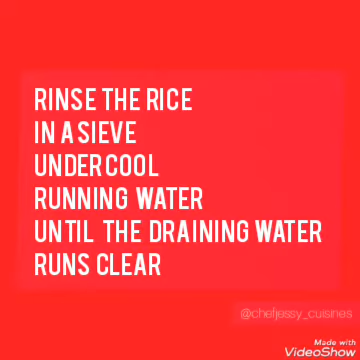 RINSE THE RICE
IN A SIEVE
UNDER COOL
RUNNING WATER
UNTIL THE DRAINING WATER
RUNS CLEAR
@chefjessy_cuisines
Made with
VideoShow